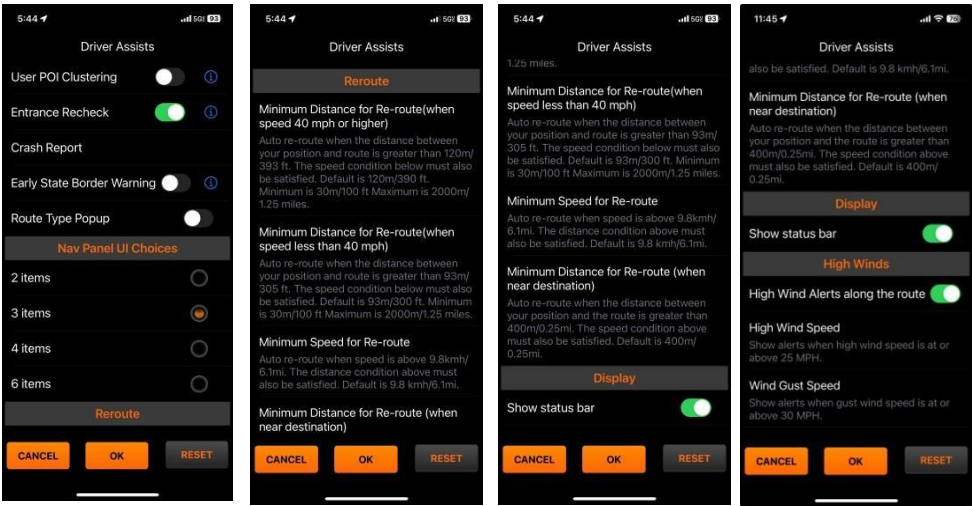 5:44
5G
93
Driver Assists
User POI Clustering
Entrance Recheck
Crash Report
Early State Border Warning
Route Type Popup
Nav Panel UI Choices
2 items
3 items
4 items
6 items
Reroute
CANCEL
OK
RESET
5:44
5G
93
Driver Assists
Reroute
Minimum Distance for Re-route(when
speed 40 mph or higher)
Auto re-route when the distance between
your position and route is greater than 120m/
393 ft. The speed condition below must also
be satisfied. Default is 120m/390 ft.
Minimum is 30m/100 ft Maximum is 2000m/
1.25 miles.
Minimum Distance for Re-route(when
speed less than 40 mph)
Auto re-route when the distance between
your position and route is greater than 93m/
305 ft. The speed condition below must also
be satisfied. Default is 93m/300 ft. Minimum
is 30m/100 ft Maximum is 2000m/1.25 miles.
Minimum Speed for Re-route
Auto re-route when speed is above 9.8kmh/
6.1mi. The distance condition above must
also be satisfied. Default is 9.8 kmh/6.1mi.
Minimum Distance for Re-route (when
near destination)
CANCEL
OK
RESET
5:44
5G
93
Driver Assists
1.25 miles.
Minimum Distance for Re-route(when
speed less than 40 mph)
Auto re-route when the distance between
your position and route is greater than 93m/
305 ft. The speed condition below must also
be satisfied. Default is 93m/300 ft. Minimum
is 30m/100 ft Maximum is 2000m/1.25 miles.
Minimum Speed for Re-route
Auto re-route when speed is above 9.8kmh/
6.1mi. The distance condition above must
also be satisfied. Default is 9.8 kmh/6.1mi.
Minimum Distance for Re-route (when
near destination)
Auto re-route when the distance between
your position and the route is greater than
400m/0.25mi. The speed condition above
must also be satisfied. Default is 400m/
0.25mi.
Display
Show status bar
CANCEL
OK
RESET
11:45
76
Driver Assists
also be satisfied. Default is 9.8 kmh/6.1mi.
Minimum Distance for Re-route (when
near destination)
Auto re-route when the distance between
your position and the route is greater than
400m/0.25mi. The speed condition above
must also be satisfied. Default is 400m/
0.25mi.
Display
Show status bar
High Winds
High Wind Alerts along the route
High Wind Speed
Show alerts when high wind speed is at or
above 25 MPH.
Wind Gust Speed
Show alerts when gust wind speed is at or
above 30 MPH.
CANCEL
OK
RESET